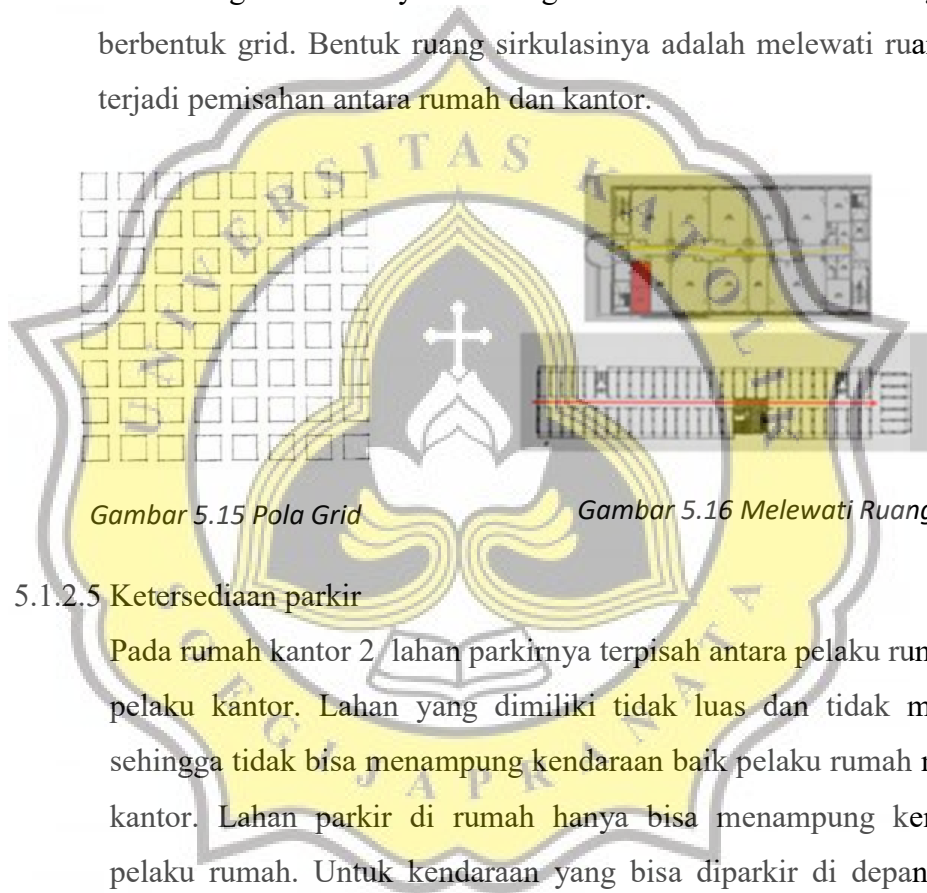 berbentuk grid. Bentuk ruang sirkulasinya adalah melewati
terjadi pemisahan antara rumah dan kantor.
UNIVERSITAS KATOLIK
Gambar 5.15 Pola Grid
Gambar 5.16 Melewati Ruang
5.1.2.5 Ketersediaan parkir
Pada rumah kantor 2 lahan parkirnya terpisah antara pelaku
pelaku kantor. Lahan yang dimiliki tidak luas dan tidak
sehingga tidak bisa menampung kendaraan baik pelaku rumah
kantor. Lahan parkir di rumah hanya bisa menampung
pelaku rumah. Untuk kendaraan yang bisa diparkir di depan
SOEGIJAPRANATA